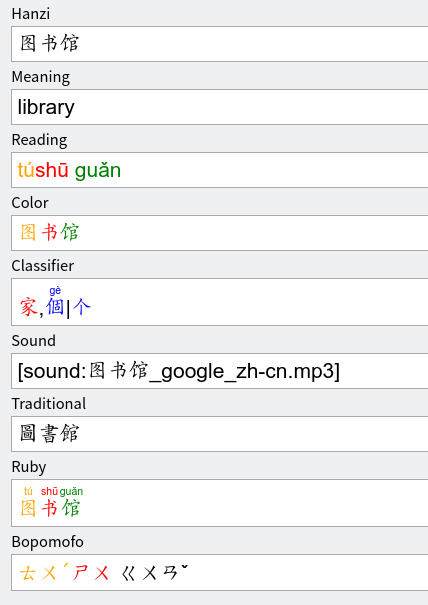 Hanzi
图书馆
Meaning
library
Reading
túshū guǎn
Color
图书馆
Classifier
gè
家,個|个
Sound
[sound:图书馆_google_zh-cn.mp3]
Traditional
圖書館
Ruby
tú shū guǎn
图书馆
Bopomofo
ㄊㄨˊㄕㄨ ㄍㄨㄢˇ